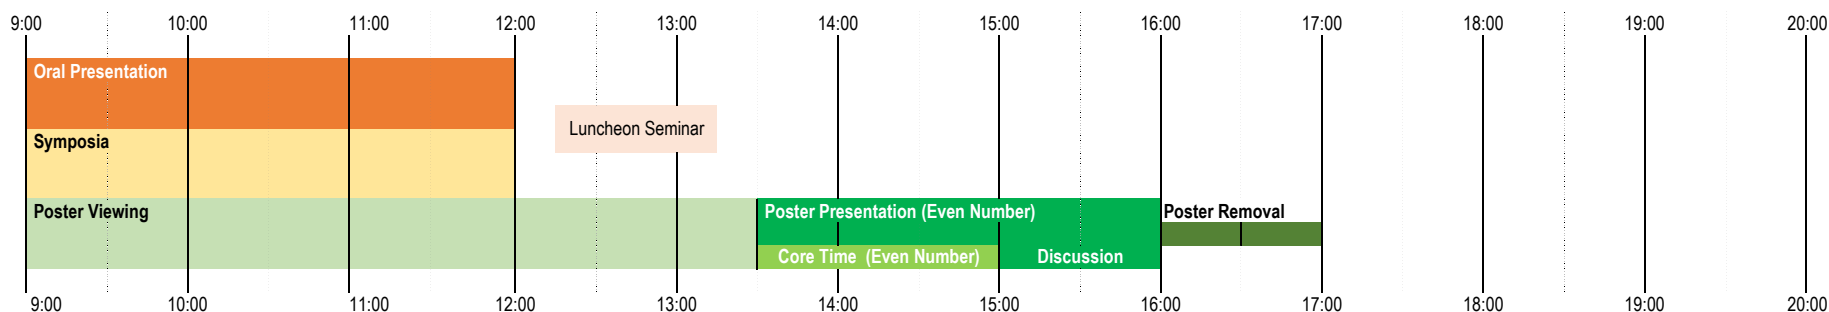 9:00 10:00 11:00 12:00 13:00 14:00 15:00 16:00 17:00 18:00 19:00 20:00
Oral Presentation
Luncheon Seminar
Symposia
Poster Viewing Poster Presentation (Even Number) Poster Removal
Core Time (Even Number) Discussion
9:00 10:00 11:00 12:00 13:00 14:00 15:00 16:00 17:00 18:00 19:00 20:00